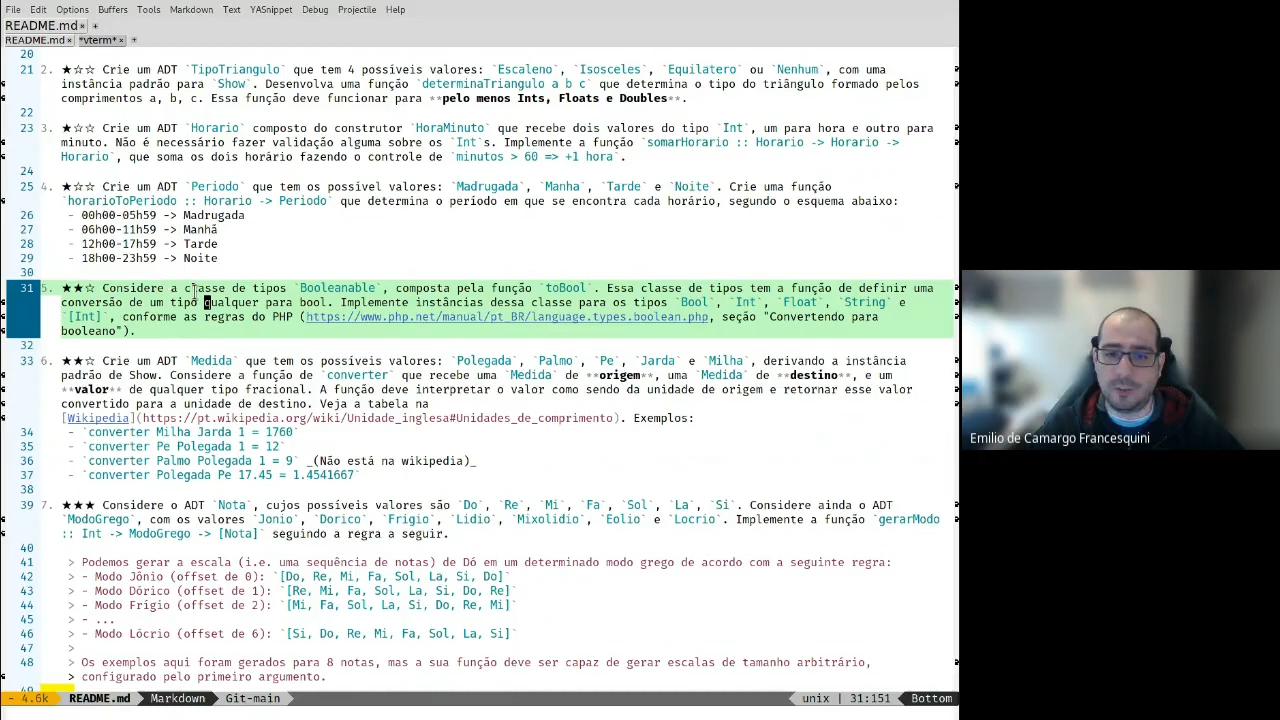 File Edit Options Buffers Tools Markdown Text YASnippet Debug Projectile Help
README.md× +
README.md× *vterm*× +
20
21 2. ★☆☆ Crie um ADT `TipoTriangulo` que tem 4 possíveis valores: `Escaleno`, `Isosceles`, `Equilatero` ou `Nenhum`, com uma
instância padrão para `Show`. Desenvolva uma função `determinaTriangulo a b c` que determina o tipo do triângulo formado pelos
comprimentos a, b, c. Essa função deve funcionar para **pelo menos Ints, Floats e Doubles**.
22
23 3. ★☆☆ Crie um ADT `Horario` composto do construtor `HoraMinuto` que recebe dois valores do tipo `Int`, um para hora e outro para
minuto. Não é necessário fazer validação alguma sobre os `Int`s. Implemente a função `somarHorario :: Horario -> Horario ->
Horario`, que soma os dois horário fazendo o controle de `minutos > 60 => +1 hora`.
24
25 4. ★☆☆ Crie um ADT `Periodo` que tem os possível valores: `Madrugada`, `Manha`, `Tarde` e `Noite`. Crie uma função
`horarioToPeriodo :: Horario -> Periodo` que determina o período em que se encontra cada horário, segundo o esquema abaixo:
26 - 00h00-05h59 -> Madrugada
27 - 06h00-11h59 -> Manhã
28 - 12h00-17h59 -> Tarde
29 - 18h00-23h59 -> Noite
30
31 5. ★★☆ Considere a classe de tipos `Booleanable`, composta pela função `toBool`. Essa classe de tipos tem a função de definir uma
conversão de um tipo qualquer para bool. Implemente instâncias dessa classe para os tipos `Bool`, `Int`, `Float`, `String` e
`[Int]`, conforme as regras do PHP (https://www.php.net/manual/pt_BR/language.types.boolean.php, seção "Convertendo para
booleano").
32
33 6. ★★☆ Crie um ADT `Medida` que tem os possíveis valores: `Polegada`, `Palmo`, `Pe`, `Jarda` e `Milha`, derivando a instância
padrão de Show. Considere a função de `converter` que recebe uma `Medida` de **origem**, uma `Medida` de **destino**, e um
**valor** de qualquer tipo fracional. A função deve interpretar o valor como sendo da unidade de origem e retornar esse valor
convertido para a unidade de destino. Veja a tabela na
[Wikipedia](https://pt.wikipedia.org/wiki/Unidade_inglesa#Unidades_de_comprimento). Exemplos:
34 - `converter Milha Jarda 1 = 1760`
35 - `converter Pe Polegada 1 = 12`
36 - `converter Palmo Polegada 1 = 9` _(Não está na wikipedia)_
37 - `converter Polegada Pe 17.45 = 1.4541667`
38
39 7. ★★★ Considere o ADT `Nota`, cujos possíveis valores são `Do`, `Re`, `Mi`, `Fa`, `Sol`, `La`, `Si`. Considere ainda o ADT
`ModoGrego`, com os valores `Jonio`, `Dorico`, `Frigio`, `Lidio`, `Mixolidio`, `Eolio` e `Locrio`. Implemente a função `gerarModo
:: Int -> ModoGrego -> [Nota]` seguindo a regra a seguir.
40
41 > Podemos gerar a escala (i.e. uma sequência de notas) de Dó em um determinado modo grego de acordo com a seguinte regra:
42 > - Modo Jônio (offset de 0): `[Do, Re, Mi, Fa, Sol, La, Si, Do]`
43 > - Modo Dórico (offset de 1): `[Re, Mi, Fa, Sol, La, Si, Do, Re]`
44 > - Modo Frígio (offset de 2): `[Mi, Fa, Sol, La, Si, Do, Re, Mi]`
45 > - ...
46 > - Modo Lócrio (offset de 6): `[Si, Do, Re, Mi, Fa, Sol, La, Si]`
47 >
48 > Os exemplos aqui foram gerados para 8 notas, mas a sua função deve ser capaz de gerar escalas de tamanho arbitrário,
> configurado pelo primeiro argumento.
- 4.6k README.md Markdown Git-main unix | 31:151 Bottom
Emilio de Camargo Francesquini